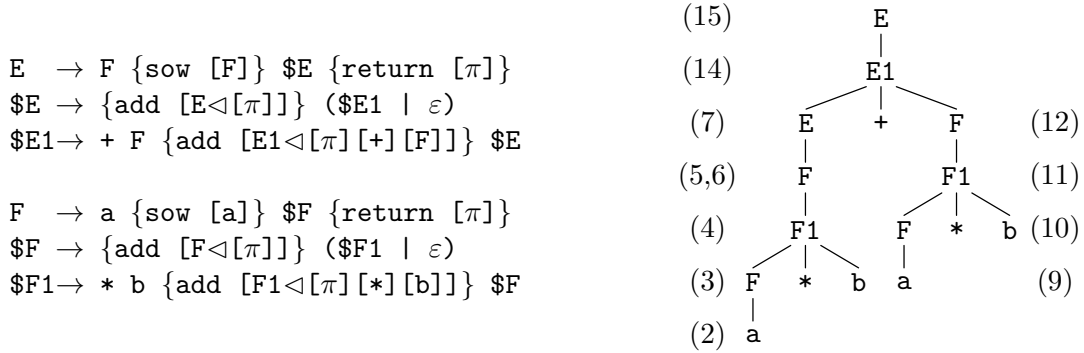 E → F {sow [F]} $E {return [π]}
$E → {add [E◁[π]]} ($E1 | ε)
$E1→ + F {add [E1◁[π][+][F]]} $E
F → a {sow [a]} $F {return [π]}
$F → {add [F◁[π]]} ($F1 | ε)
$F1→ * b {add [F1◁[π][*][b]]} $F
(15) E
(14) E1
(7) E + F (12)
(5,6) F F1 (11)
(4) F1 F * b (10)
(3) F * b a (9)
(2) a